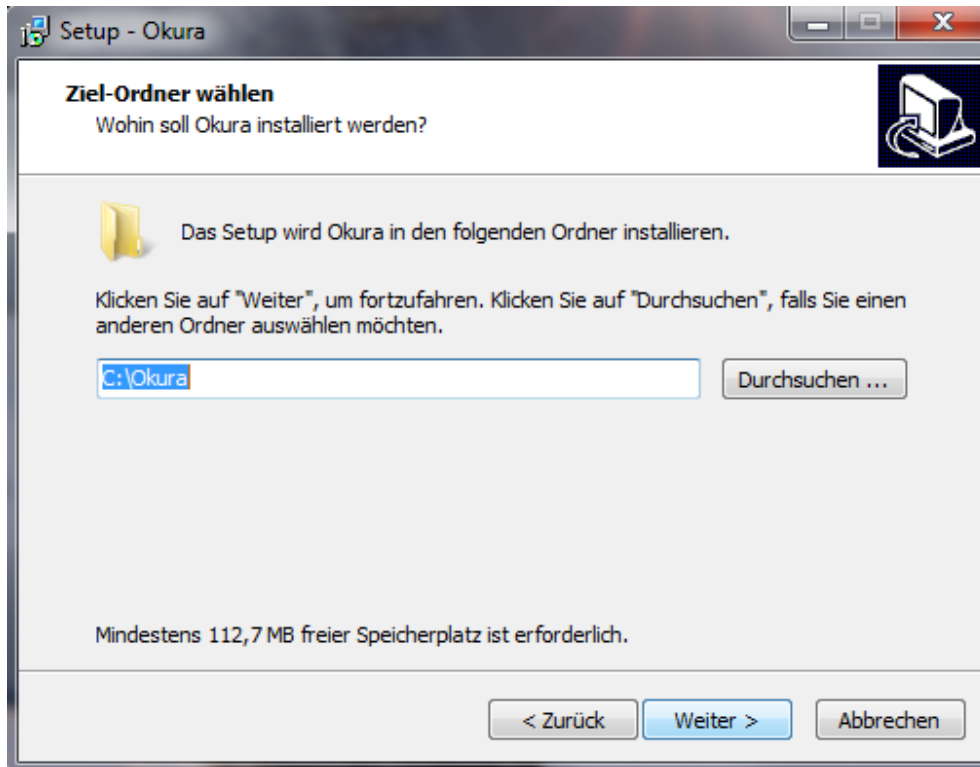 Setup - Okura
Ziel-Ordner wählen
Wohin soll Okura installiert werden?
Das Setup wird Okura in den folgenden Ordner installieren.
Klicken Sie auf "Weiter", um fortzufahren. Klicken Sie auf "Durchsuchen", falls Sie einen
anderen Ordner auswählen möchten.
C:\Okura
Durchsuchen ...
Mindestens 112,7 MB freier Speicherplatz ist erforderlich.
< Zurück
Weiter >
Abbrechen